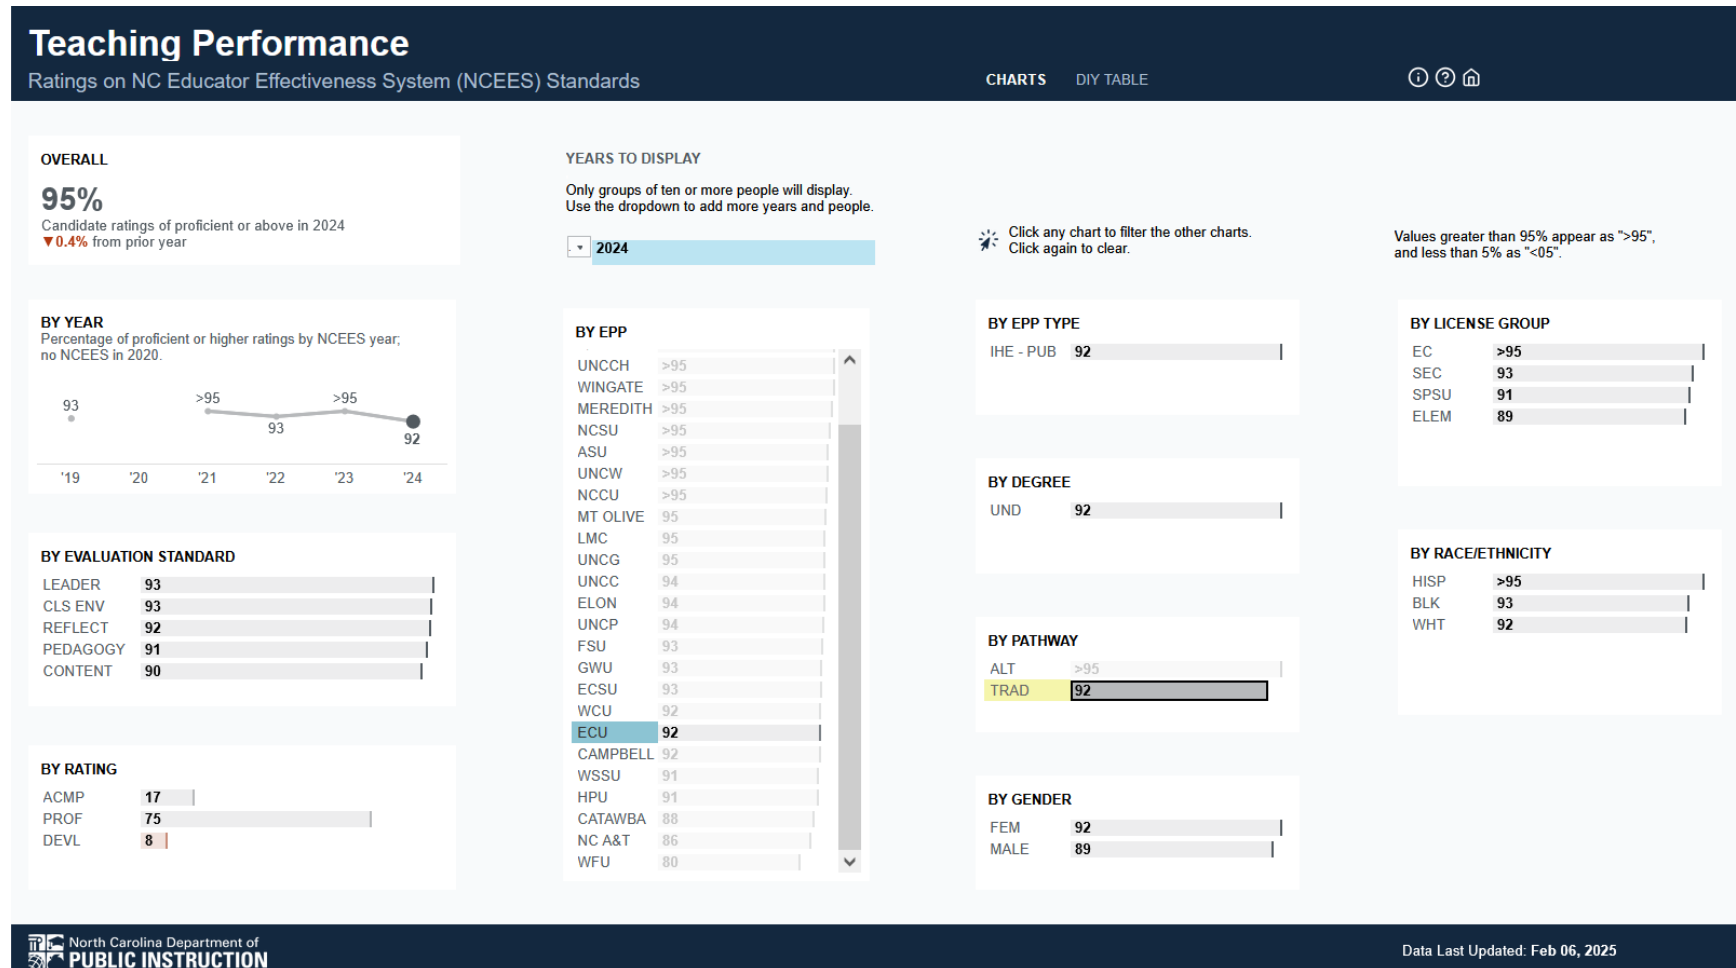 Teaching Performance
Ratings on NC Educator Effectiveness System (NCEES) Standards
CHARTS DIY TABLE
OVERALL
95%
Candidate ratings of proficient or above in 2024
▼0.4% from prior year
YEARS TO DISPLAY
Only groups of ten or more people will display.
Use the dropdown to add more years and people.
2024
Click any chart to filter the other charts.
Click again to clear.
Values greater than 95% appear as ">95",
and less than 5% as "<05".
BY YEAR
Percentage of proficient or higher ratings by NCEES year;
no NCEES in 2020.
93
>95
93
>95
92
'19 '20 '21 '22 '23 '24
BY EVALUATION STANDARD
LEADER 93
CLS ENV 93
REFLECT 92
PEDAGOGY 91
CONTENT 90
BY RATING
ACMP 17
PROF 75
DEVL 8
BY EPP
UNCCH >95
WINGATE >95
MEREDITH >95
NCSU >95
ASU >95
UNCW >95
NCCU >95
MT OLIVE 95
LMC 95
UNCG 95
UNCC 94
ELON 94
UNCP 94
FSU 93
GWU 93
ECSU 93
WCU 92
ECU 92
CAMPBELL 92
WSSU 91
HPU 91
CATAWBA 88
NC A&T 86
WFU 80
BY EPP TYPE
IHE - PUB 92
BY DEGREE
UND 92
BY PATHWAY
ALT >95
TRAD 92
BY GENDER
FEM 92
MALE 89
BY LICENSE GROUP
EC >95
SEC 93
SPSU 91
ELEM 89
BY RACE/ETHNICITY
HISP >95
BLK 93
WHT 92
North Carolina Department of
PUBLIC INSTRUCTION
Data Last Updated: Feb 06, 2025